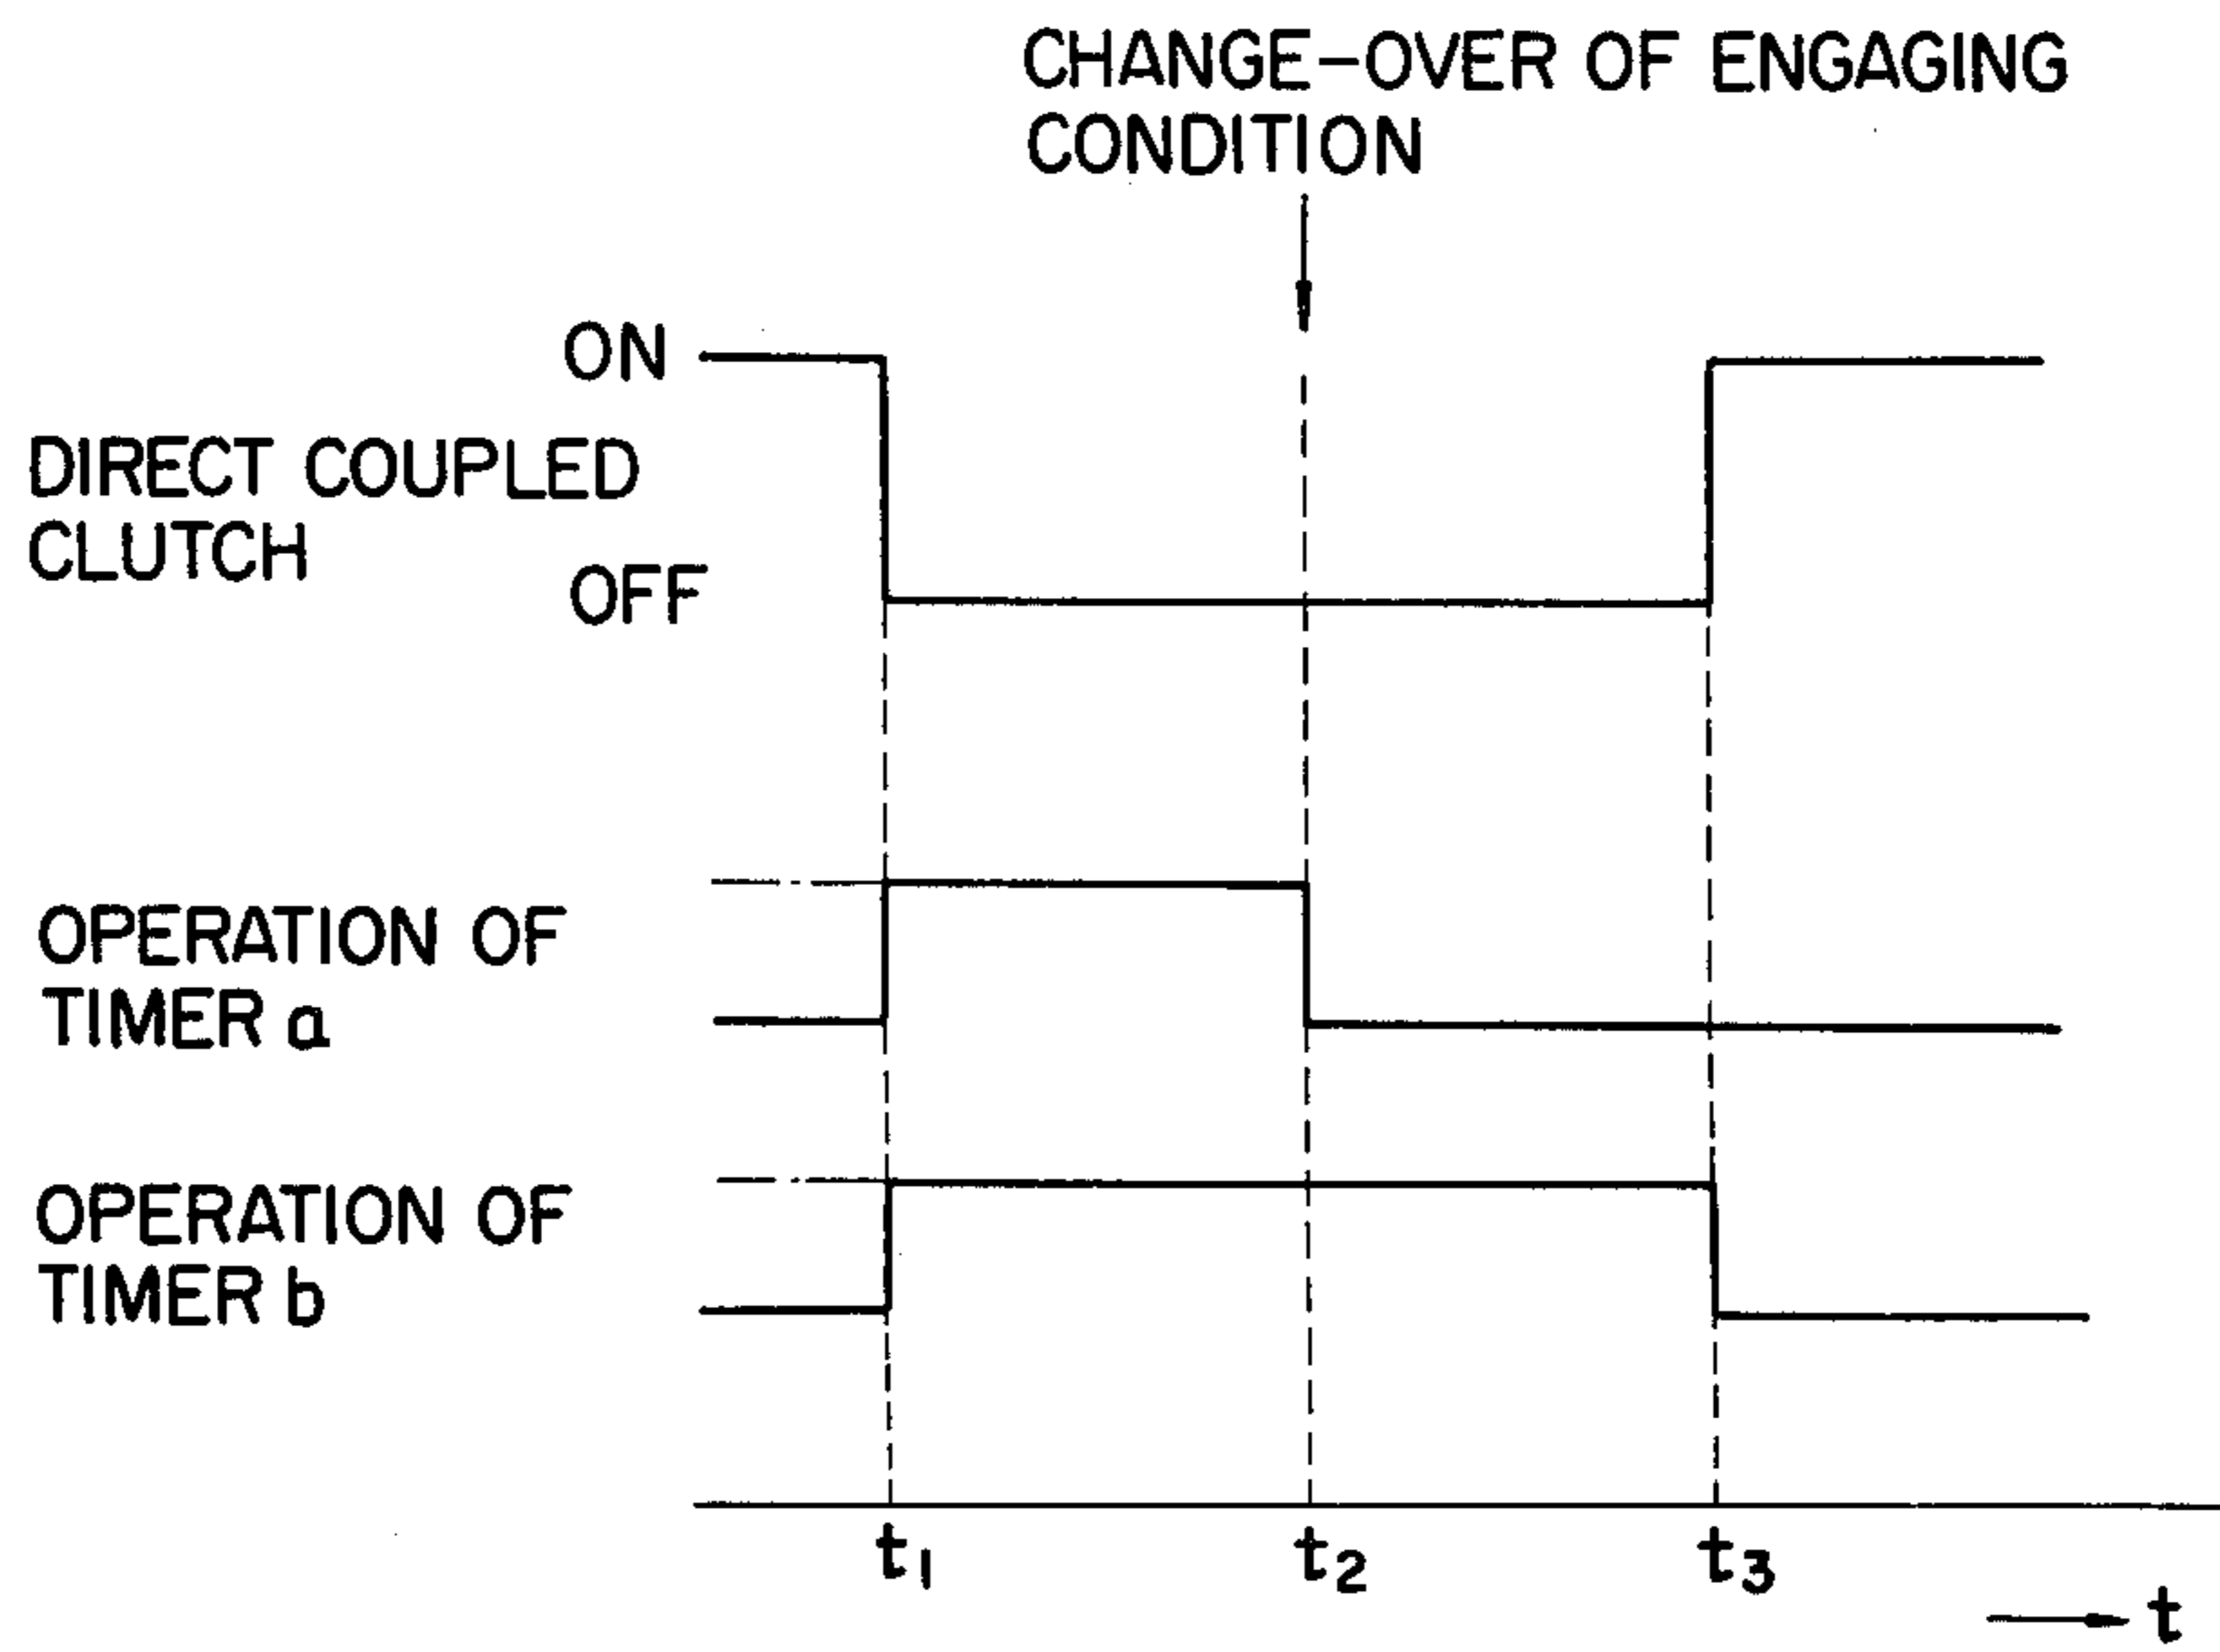 CHANGE-OVER OF ENGAGING
CONDITION
ON
DIRECT COUPLED
CLUTCH
OFF
OPERATION OF
TIMER a
OPERATION OF
TIMER b
t1 t2 t3
t